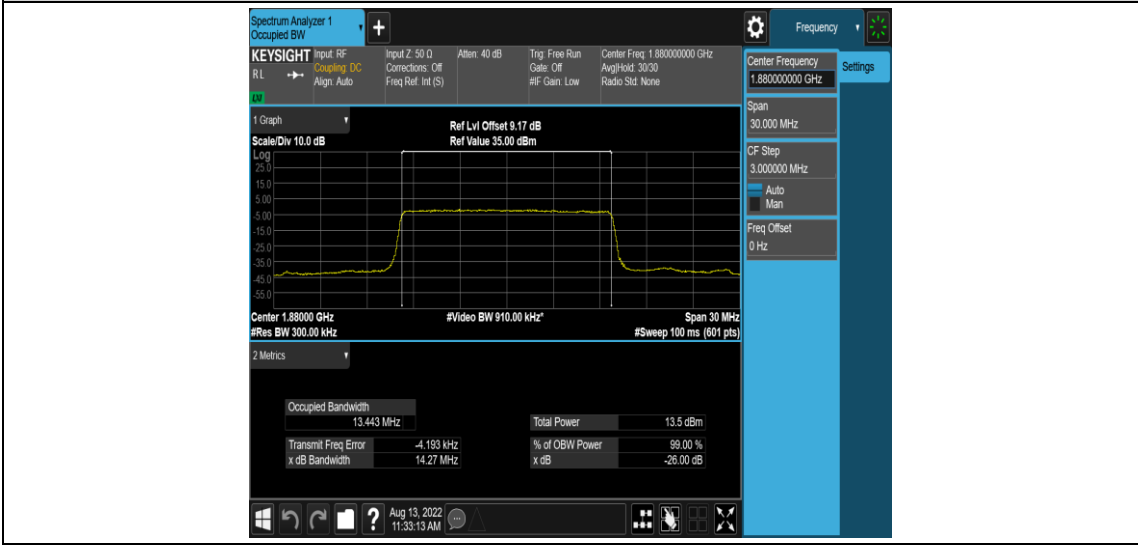 Spectrum Analyzer 1
Occupied BW
+
Frequency
KEYSIGHT
RL
LM
Input: RF
Coupling: DC
Align: Auto
Input Z: 50 Ω
Corrections: Off
Freq Ref: Int (S)
Atten: 40 dB
Trig: Free Run
Gate: Off
#IF Gain: Low
Center Freq: 1.880000000 GHz
Avg|Hold: 30/30
Radio Std: None
Center Frequency
1.880000000 GHz
Settings
Span
30.000 MHz
CF Step
3.000000 MHz
Auto
Man
Freq Offset
0 Hz
1 Graph
Scale/Div 10.0 dB
Ref Lvl Offset 9.17 dB
Ref Value 35.00 dBm
Log
25.0
15.0
5.00
-5.00
-15.0
-25.0
-35.0
-45.0
-55.0
Center 1.88000 GHz
#Video BW 910.00 kHz*
Span 30 MHz
#Res BW 300.00 kHz
#Sweep 100 ms (601 pts)
2 Metrics
Occupied Bandwidth
13.443 MHz
Total Power 13.5 dBm
Transmit Freq Error -4.193 kHz
% of OBW Power 99.00 %
x dB Bandwidth 14.27 MHz
x dB -26.00 dB
?
Aug 13, 2022
11:33:13 AM